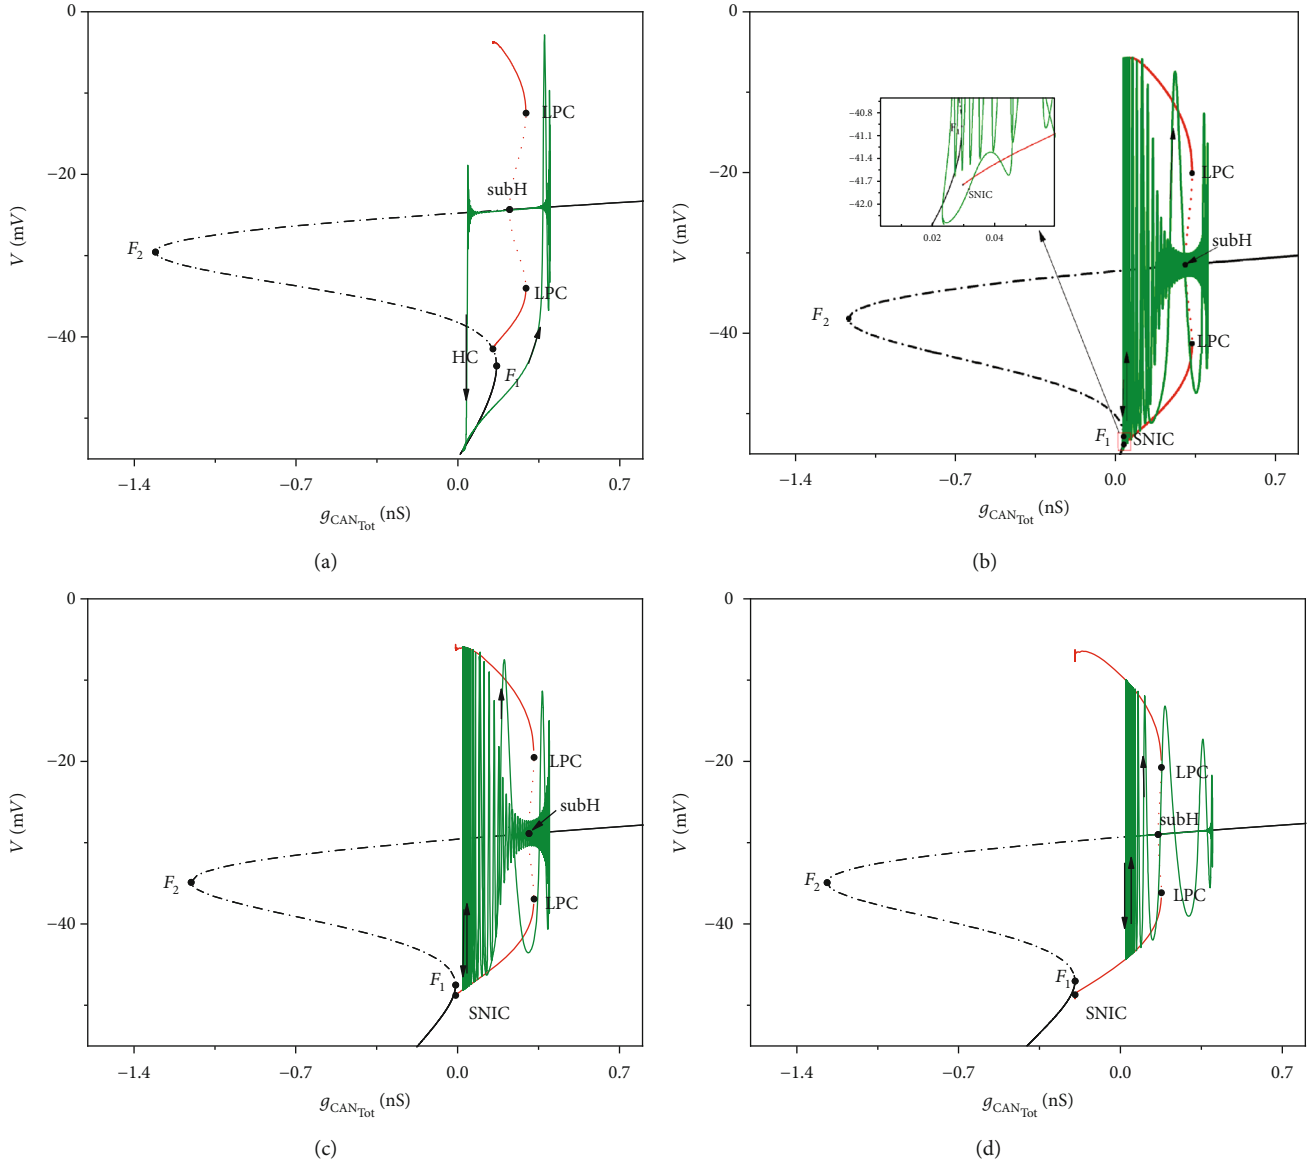 0
−20
−40
V (mV)
LPC
subH
F2
LPC
HC
F1
−1.4 −0.7 0.0 0.7
gCANTot (nS)
(a)
0
−20
−40
V (mV)
−40.8
−41.1
−41.4
−41.7
−42.0
F1
SNIC
0.02 0.04
LPC
subH
F2
LPC
F1 SNIC
−1.4 −0.7 0.0 0.7
gCANTot (nS)
(b)
0
−20
−40
V (mV)
LPC
subH
F2
LPC
F1
SNIC
−1.4 −0.7 0.0 0.7
gCANTot (nS)
(c)
0
−20
−40
V (mV)
LPC
subH
F2
LPC
F1
SNIC
−1.4 −0.7 0.0 0.7
gCANTot (nS)
(d)